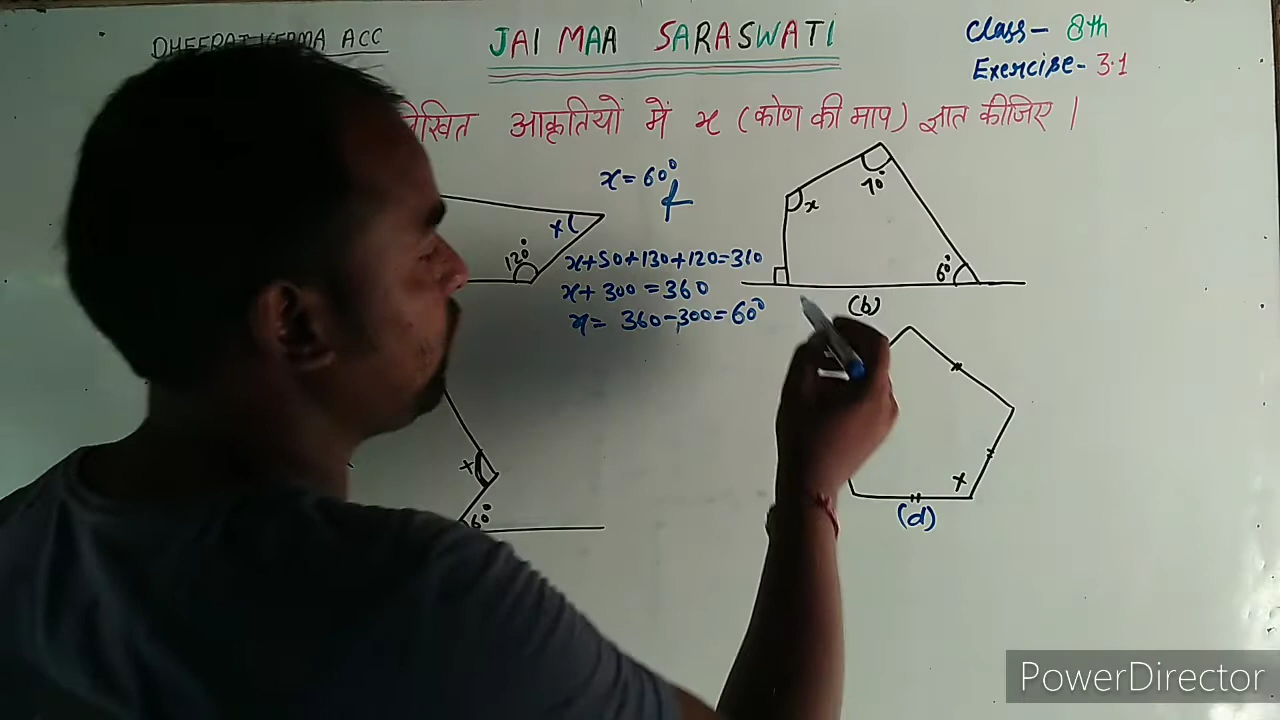 ACC
JAI MAA SARASWATI
Class- 8th
Exercise- 3.1
आकृतियों में x (कोण की माप) ज्ञात कीजिए ।
x = 60°
x
120°
x+50+130+120=310
x+ 300 = 360
x= 360-300= 60°
x
70°
60°
(b)
x
60°
x
(d)
PowerDirector